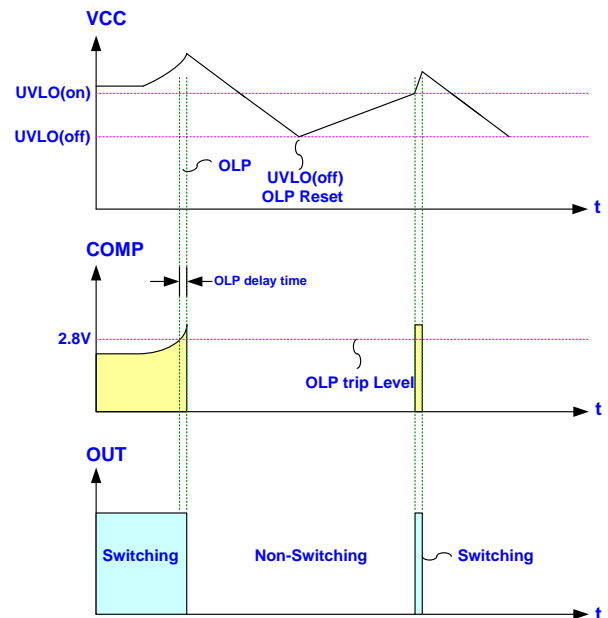 VCC
UVLO(on)
UVLO(off)
OLP
UVLO(off)
OLP Reset
t
COMP
OLP delay time
2.8V
OLP trip Level
t
OUT
Switching
Non-Switching
Switching
t